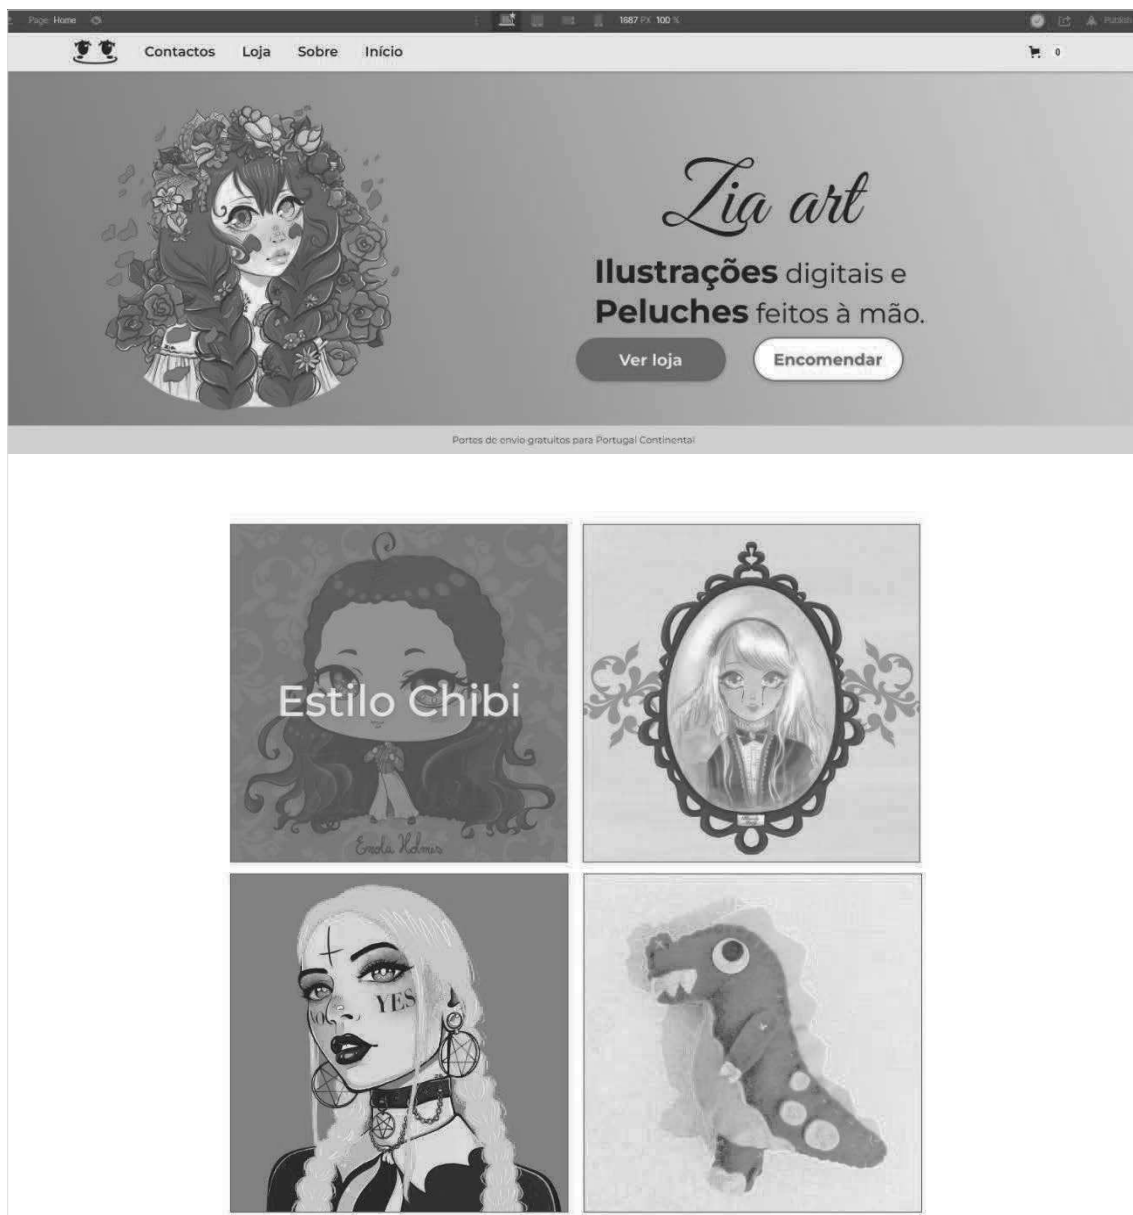 Page: Home
1687 PX 100 %
Publish
Contactos Loja Sobre Início
0
Zia art
Ilustrações digitais e
Peluches feitos à mão.
Ver loja Encomendar
Portes de envio gratuitos para Portugal Continental
Estilo Chibi
Enola Holmes
YES